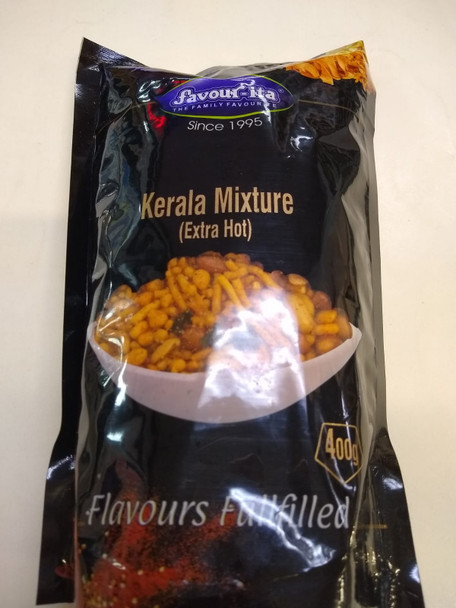 favour-ita
THE FAMILY FAVOURITE
Since 1995
Kerala Mixture
(Extra Hot)
400g
Flavours Fullfilled